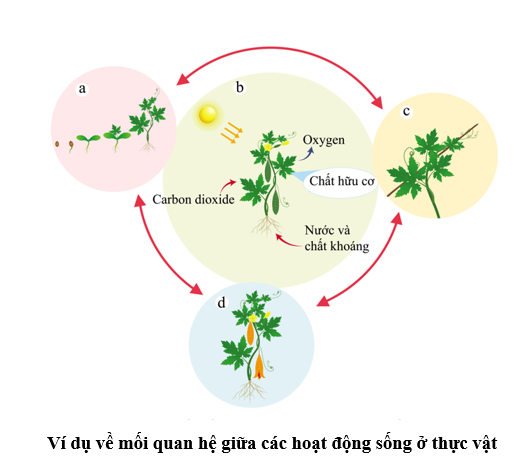 a
b
c
Oxygen
Chất hữu cơ
Carbon dioxide
Nước và
chất khoáng
d
Ví dụ về mối quan hệ giữa các hoạt động sống ở thực vật